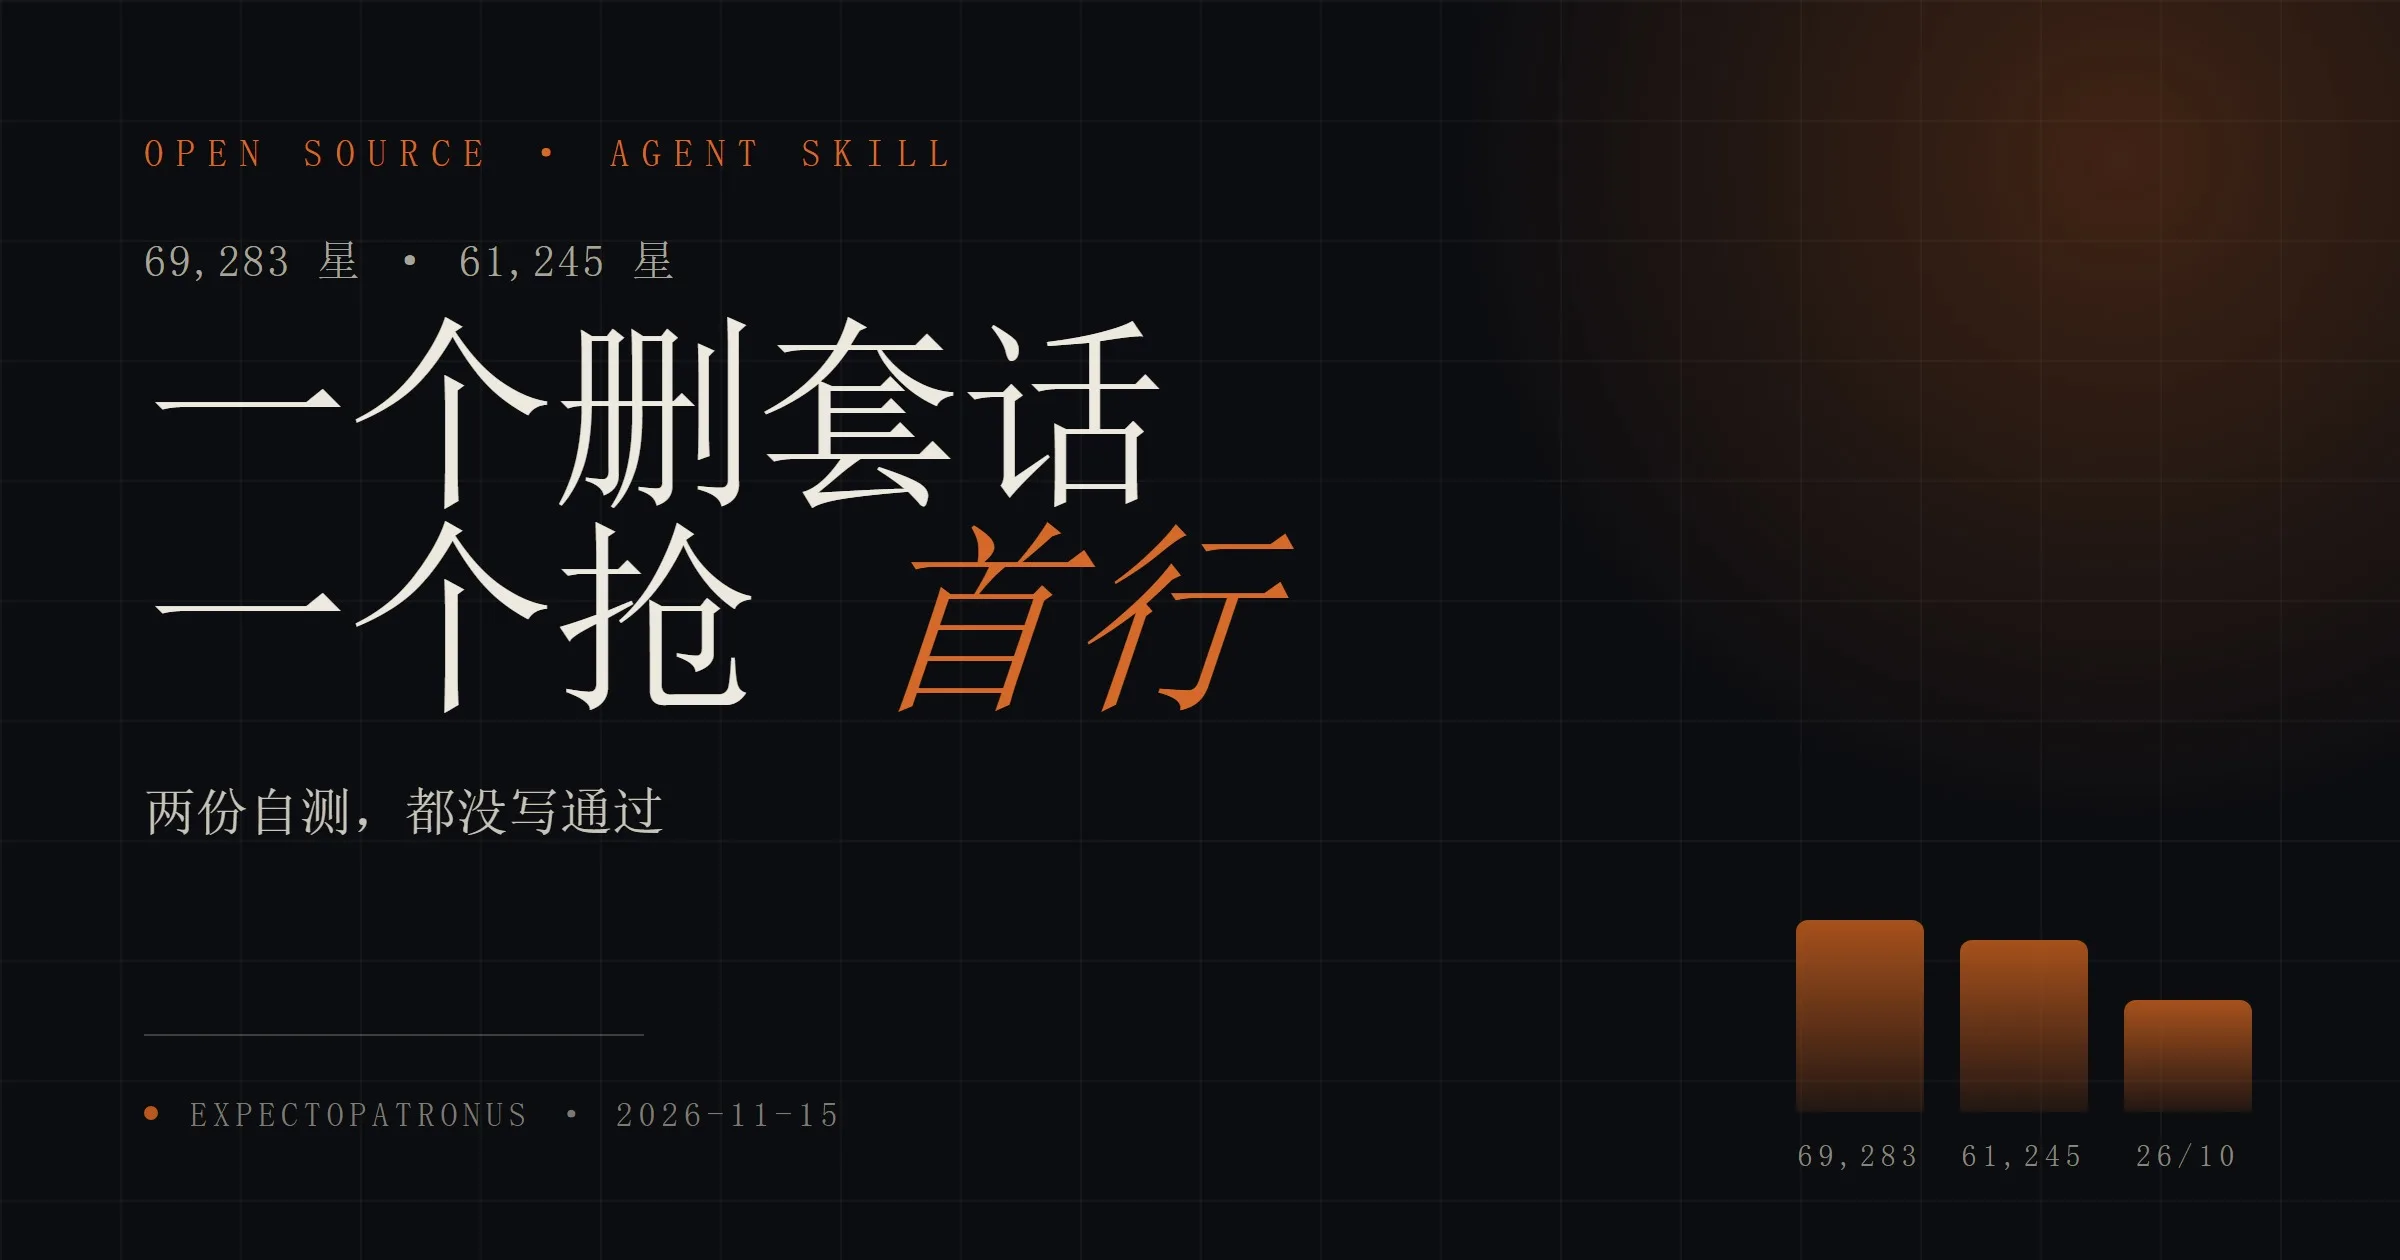 OPEN SOURCE • AGENT SKILL
69,283 星 • 61,245 星
一个删套话
一个抢 首行
两份自测，都没写通过
EXPECTOPATRONUS • 2026-11-15
69,283 61,245 26/10